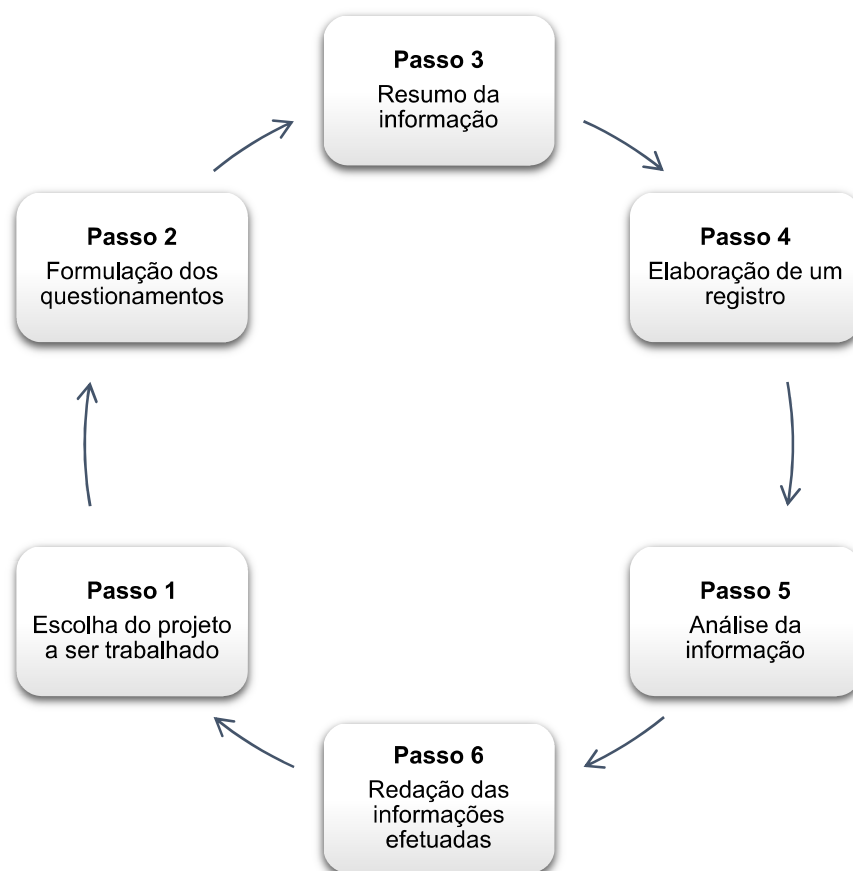 Passo 3
Resumo da
informação
Passo 2
Formulação dos
questionamentos
Passo 4
Elaboração de um
registro
Passo 1
Escolha do projeto
a ser trabalhado
Passo 5
Análise da
informação
Passo 6
Redação das
informações
efetuadas